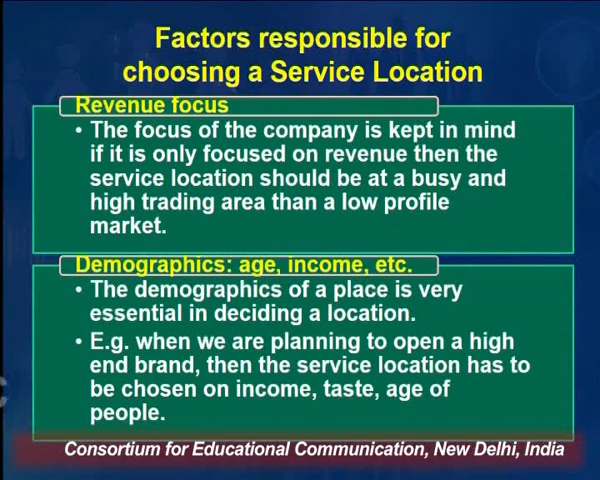 Factors responsible for
choosing a Service Location
Revenue focus
• The focus of the company is kept in mind
if it is only focused on revenue then the
service location should be at a busy and
high trading area than a low profile
market.
Demographics: age, income, etc.
• The demographics of a place is very
essential in deciding a location.
• E.g. when we are planning to open a high
end brand, then the service location has to
be chosen on income, taste, age of
people.
Consortium for Educational Communication, New Delhi, India